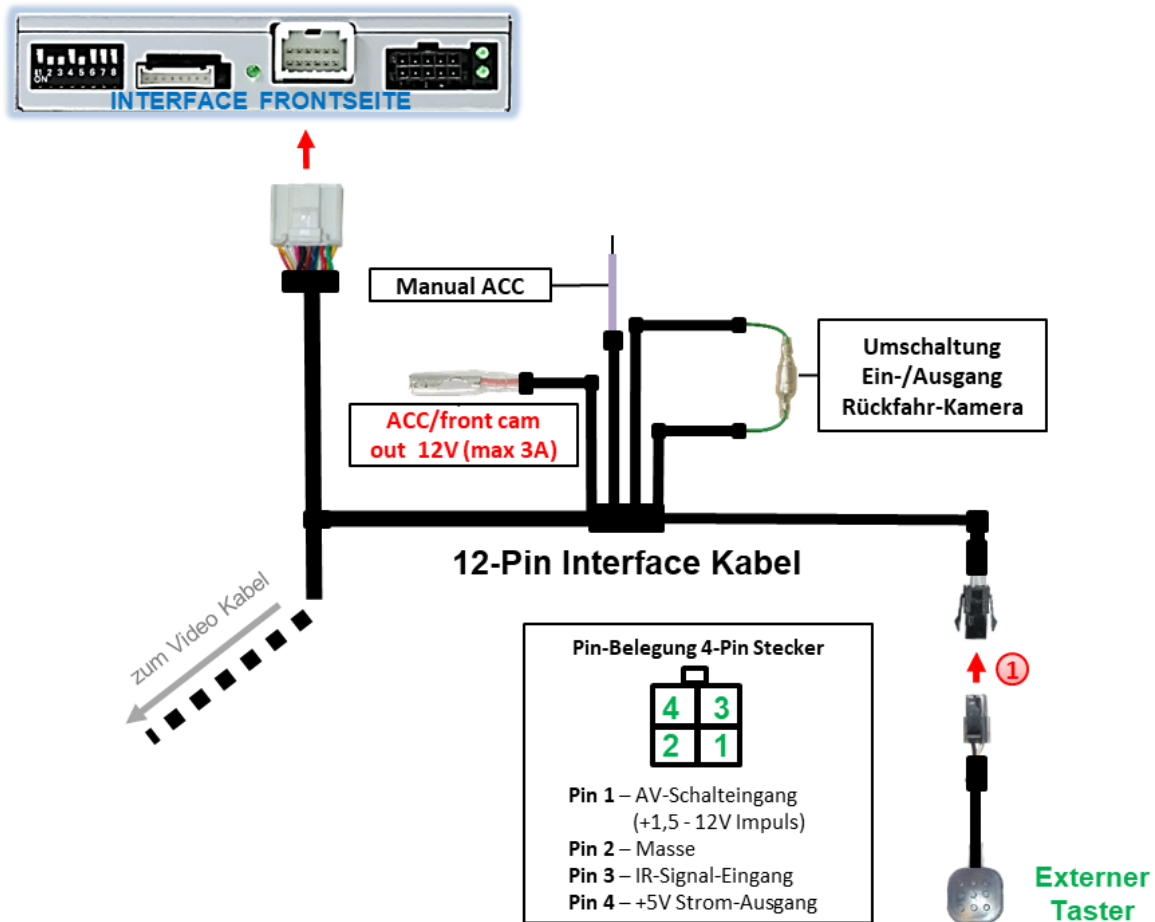 1 2 3 4 5 6 7 8
ON
INTERFACE FRONTSEITE
Manual ACC
Umschaltung
Ein-/Ausgang
Rückfahr-Kamera
ACC/front cam
out 12V (max 3A)
12-Pin Interface Kabel
zum Video Kabel
Pin-Belegung 4-Pin Stecker
4 3
2 1
Pin 1 – AV-Schalteingang
(+1,5 - 12V Impuls)
Pin 2 – Masse
Pin 3 – IR-Signal-Eingang
Pin 4 – +5V Strom-Ausgang
1
Externer
Taster